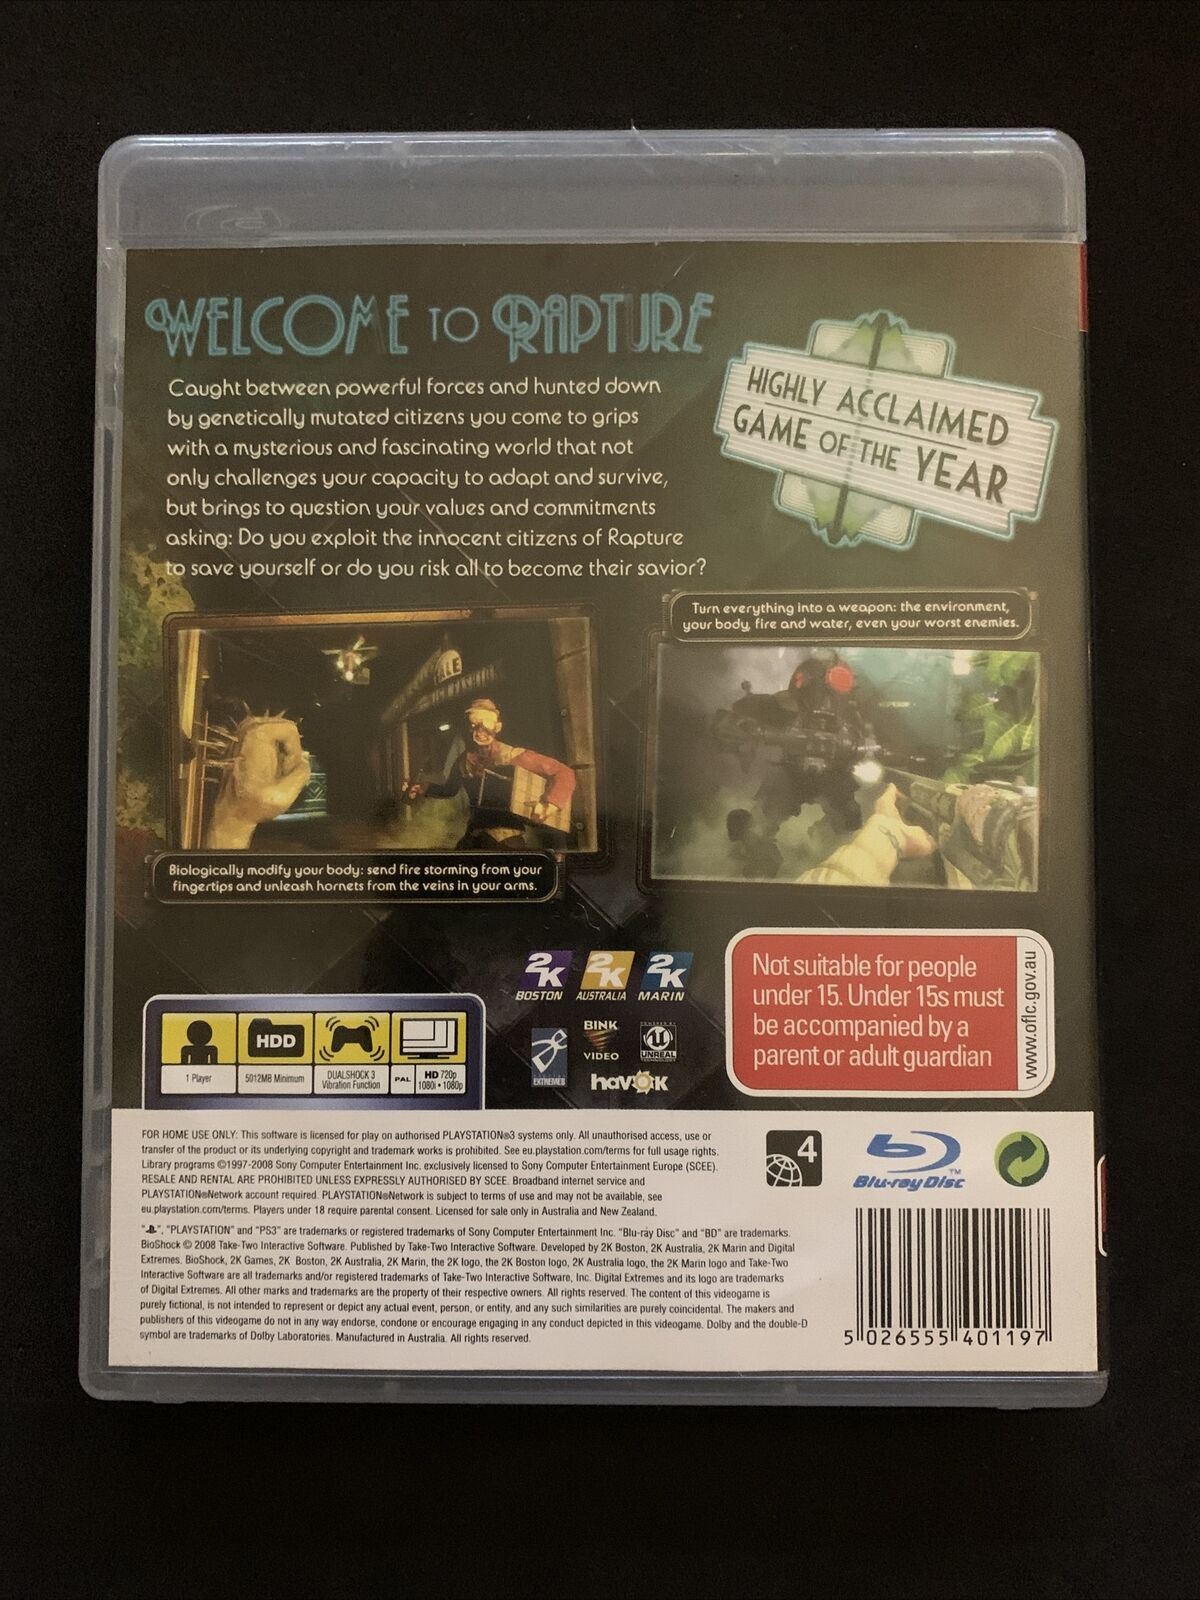 WELCOME TO RAPTURE
Caught between powerful forces and hunted down
by genetically mutated citizens you come to grips
with a mysterious and fascinating world that not
only challenges your capacity to adapt and survive,
but brings to question your values and commitments
asking: Do you exploit the innocent citizens of Rapture
to save yourself or do you risk all to become their savior?
HIGHLY ACCLAIMED
GAME OF THE YEAR
Turn everything into a weapon: the environment,
your body, fire and water, even your worst enemies.
Biologically modify your body: send fire storming from your
fingertips and unleash hornets from the veins in your arms.
2K BOSTON
2K AUSTRALIA
2K MARIN
DIGITAL EXTREMES
BINK VIDEO
POWERED BY UNREAL TECHNOLOGY
havok
Not suitable for people
under 15. Under 15s must
be accompanied by a
parent or adult guardian
www.oflc.gov.au
HDD
1 Player
5012MB Minimum
DUALSHOCK 3
Vibration Function
PAL
HD 720p
1080i • 1080p
FOR HOME USE ONLY: This software is licensed for play on authorised PLAYSTATION®3 systems only. All unauthorised access, use or
transfer of the product or its underlying copyright and trademark works is prohibited. See eu.playstation.com/terms for full usage rights.
Library programs ©1997-2008 Sony Computer Entertainment Inc. exclusively licensed to Sony Computer Entertainment Europe (SCEE).
RESALE AND RENTAL ARE PROHIBITED UNLESS EXPRESSLY AUTHORISED BY SCEE. Broadband internet service and
PLAYSTATION®Network account required. PLAYSTATION®Network is subject to terms of use and may not be available, see
eu.playstation.com/terms. Players under 18 require parental consent. Licensed for sale only in Australia and New Zealand.
4
Blu-ray Disc™
"PS", "PLAYSTATION" and "PS3" are trademarks or registered trademarks of Sony Computer Entertainment Inc. "Blu-ray Disc" and "BD" are trademarks.
BioShock © 2008 Take-Two Interactive Software. Published by Take-Two Interactive Software. Developed by 2K Boston, 2K Australia, 2K Marin and Digital
Extremes. BioShock, 2K Games, 2K Boston, 2K Australia, 2K Marin, the 2K logo, the 2K Boston logo, the 2K Australia logo, the 2K Marin logo and Take-Two
Interactive Software are all trademarks and/or registered trademarks of Take-Two Interactive Software, Inc. Digital Extremes and its logo are trademarks
of Digital Extremes. All other marks and trademarks are the property of their respective owners. All rights reserved. The content of this videogame is
purely fictional, is not intended to represent or depict any actual event, person, or entity, and any such similarities are purely coincidental. The makers and
publishers of this videogame do not in any way endorse, condone or encourage engaging in any conduct depicted in this videogame. Dolby and the double-D
symbol are trademarks of Dolby Laboratories. Manufactured in Australia. All rights reserved.
5 026555 401197